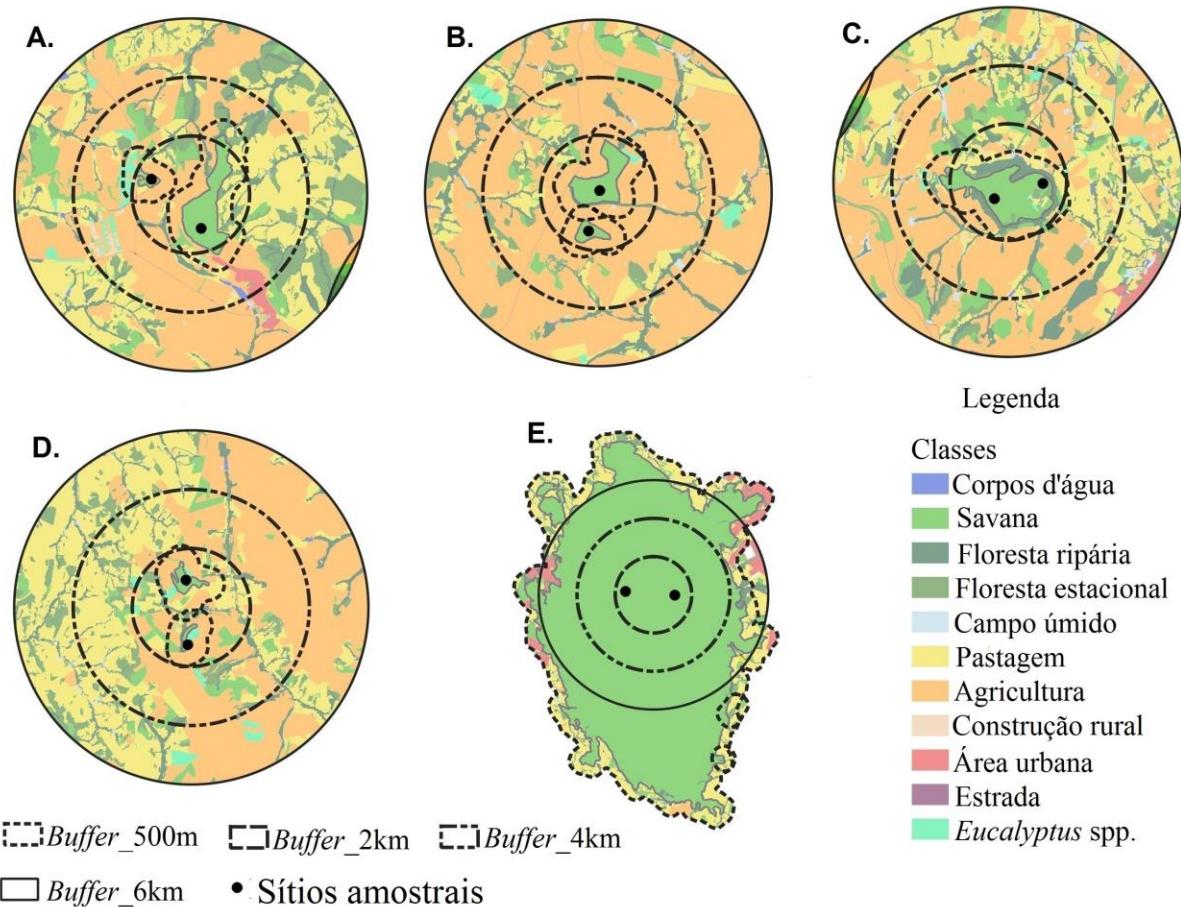 A.
B.
C.
D.
E.
Legenda
Classes
Corpos d'água
Savana
Floresta ripária
Floresta estacional
Campo úmido
Pastagem
Agricultura
Construção rural
Área urbana
Estrada
Eucalyptus spp.
Buffer_500m
Buffer_2km
Buffer_4km
Buffer_6km
Sítios amostrais